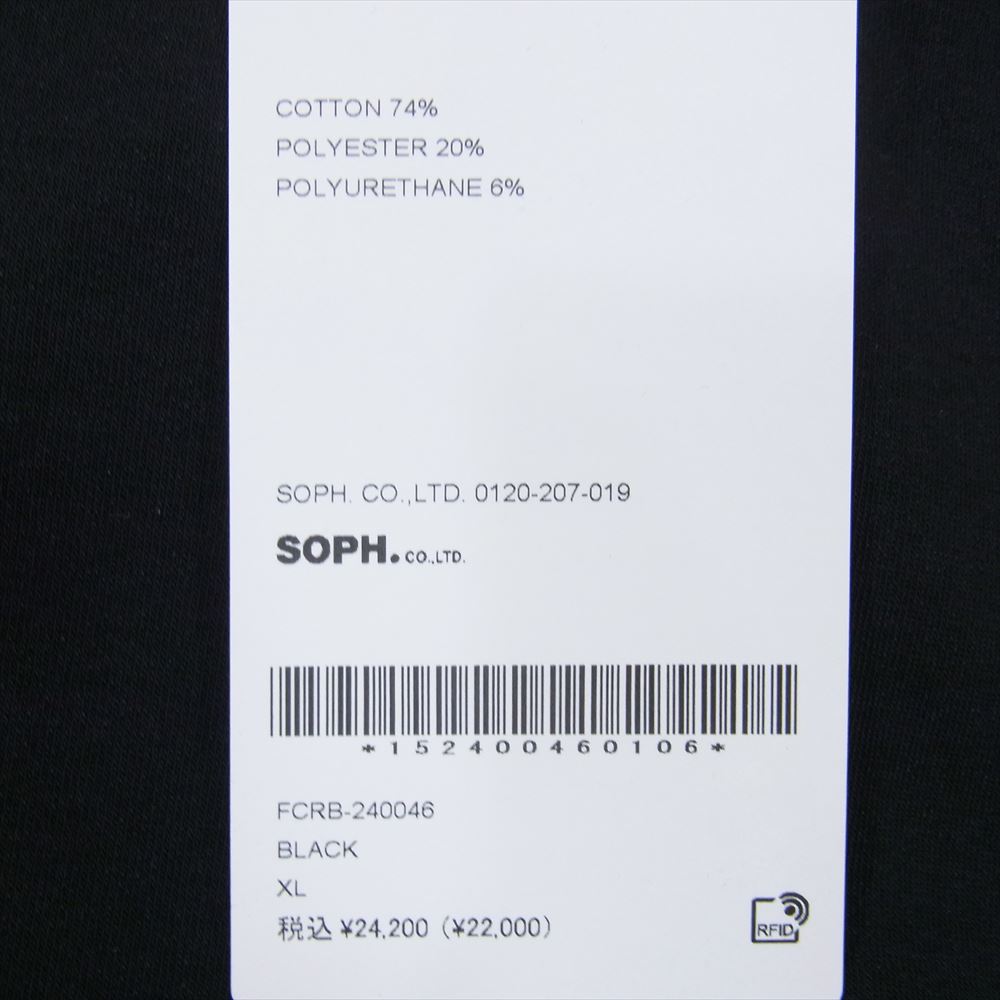 COTTON 74%
POLYESTER 20%
POLYURETHANE 6%
SOPH. CO.,LTD. 0120-207-019
SOPH. CO.,LTD.
*152400460106*
FCRB-240046
BLACK
XL
税込 ¥24,200 (¥22,000)
RFID